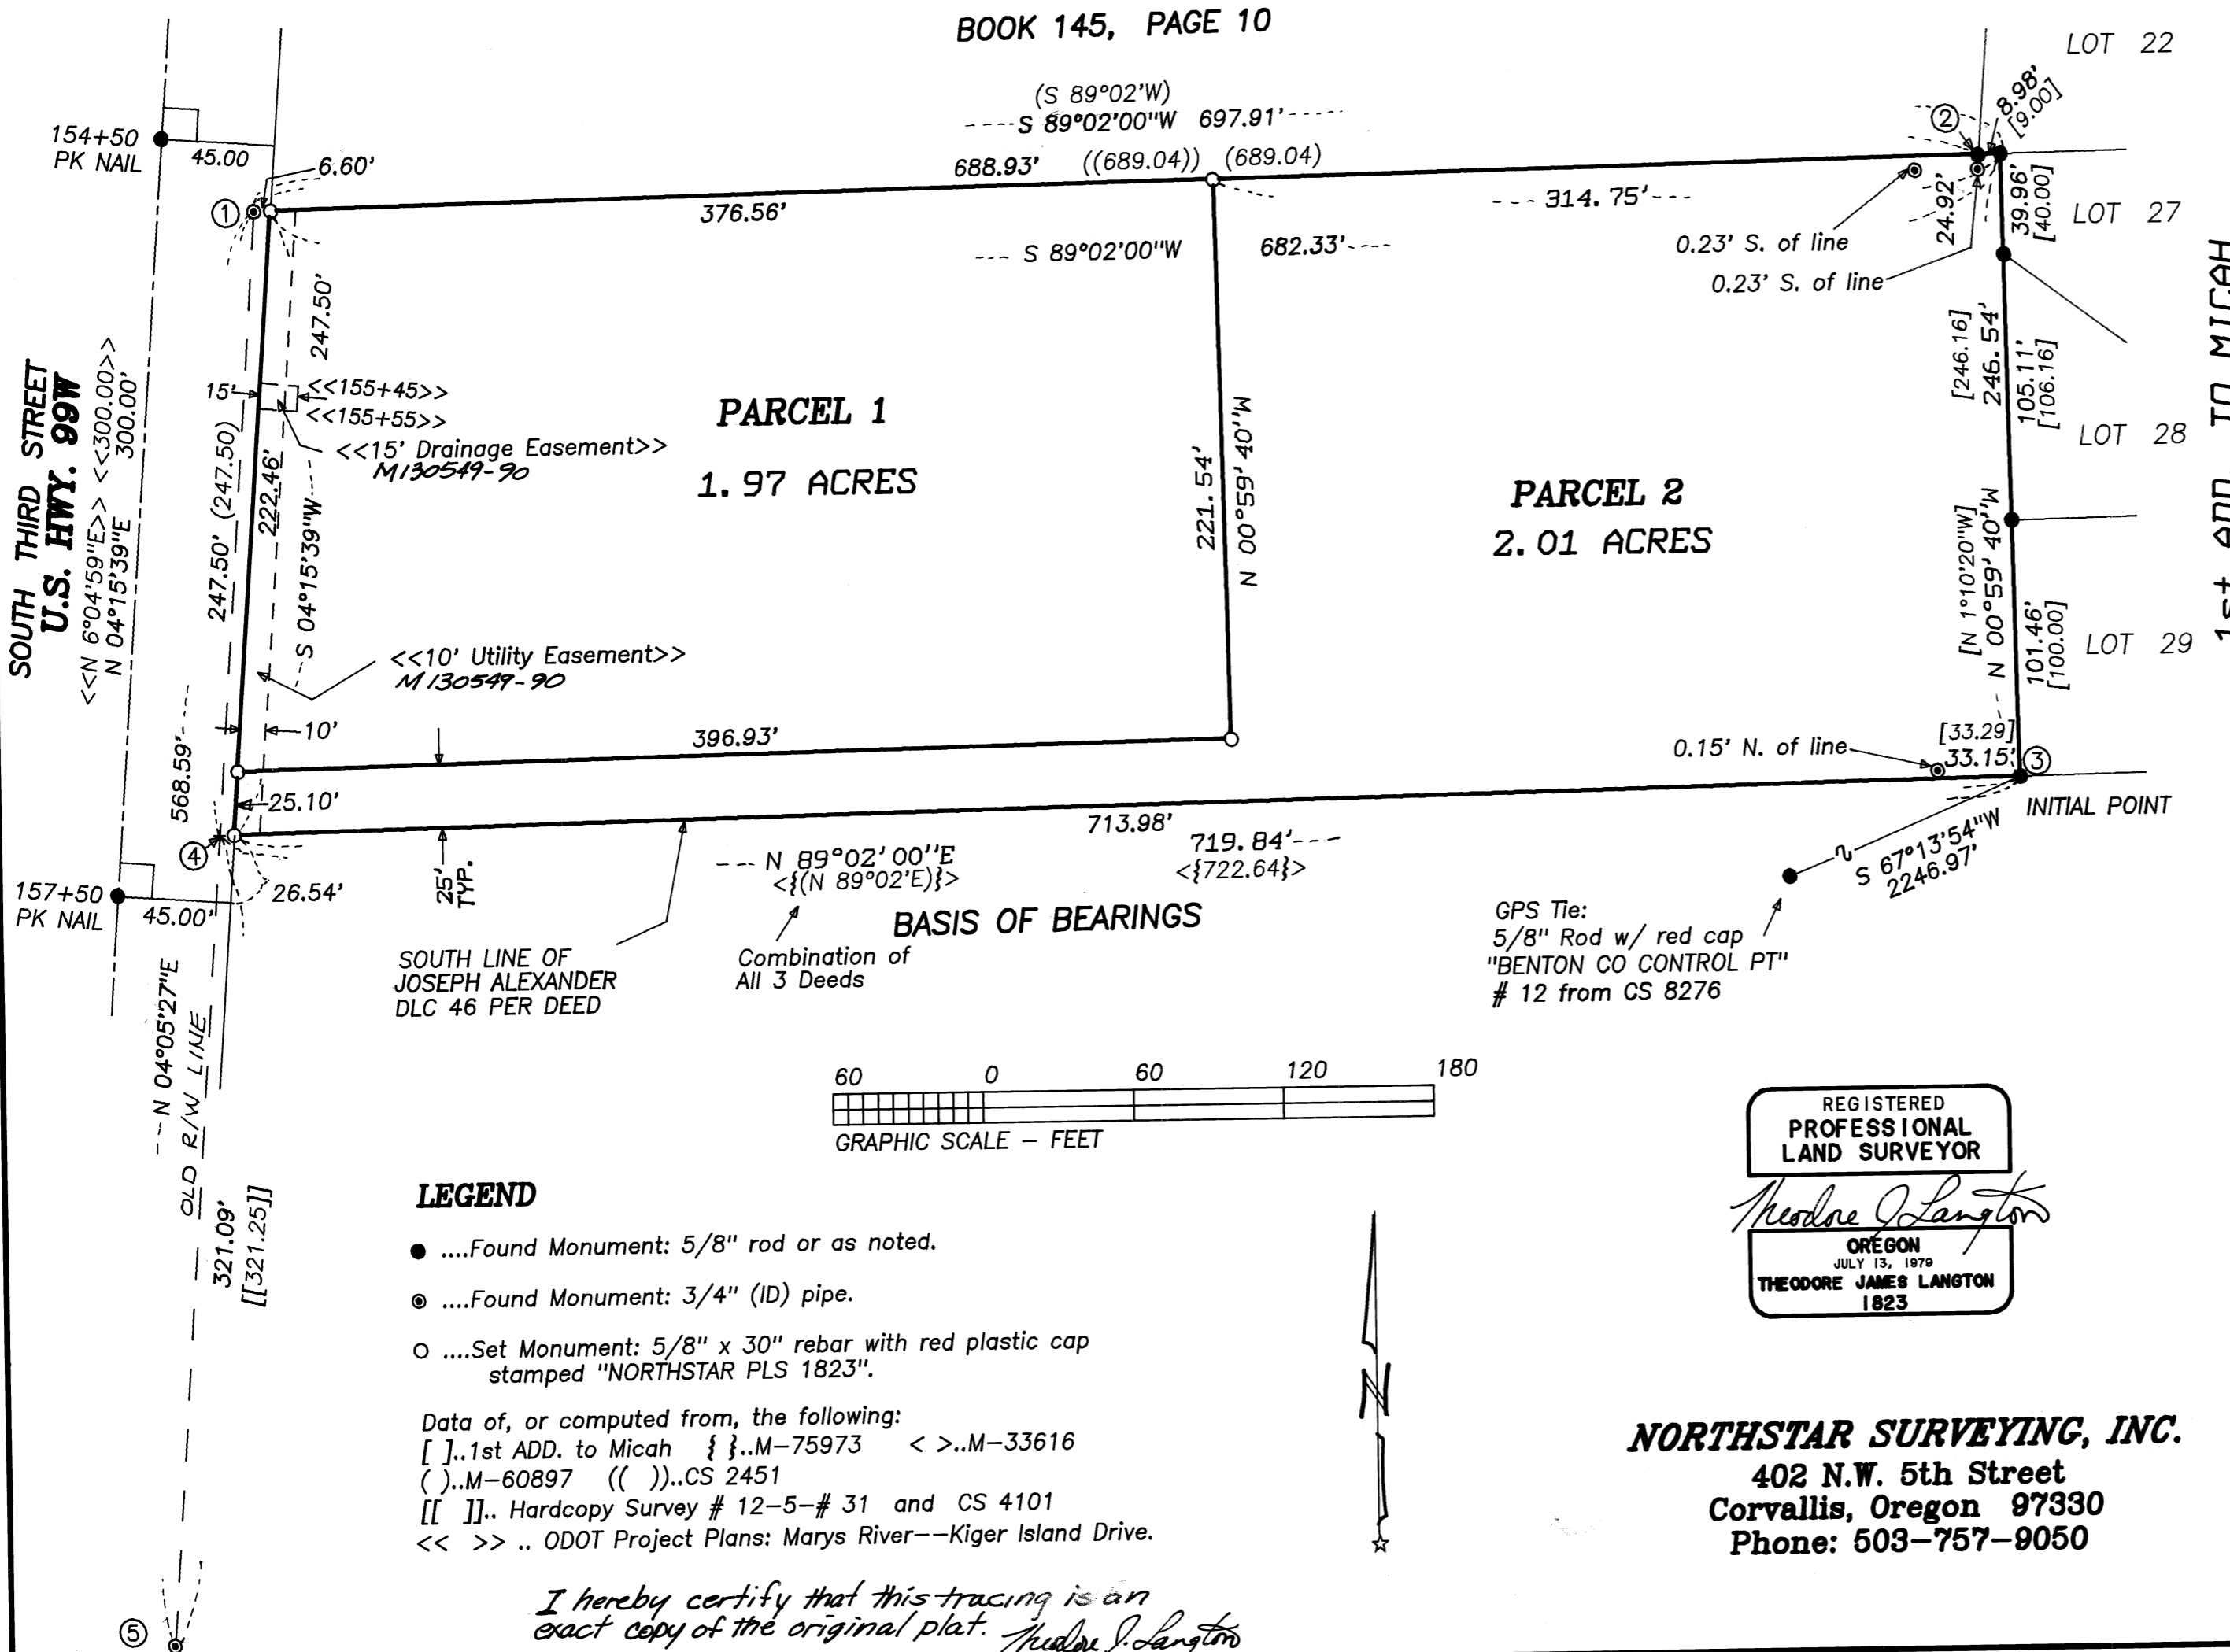 BOOK 145, PAGE 10
(S 89°02'W)
----S 89°02'00"W 697.91'-----
688.93' ((689.04)) (689.04)
LOT 22
8.98'
[9.00]
②
154+50
PK NAIL
45.00
6.60'
①
376.56'
--- 314.75'---
--- S 89°02'00"W 682.33'----
24.92'
39.96'
[40.00]
LOT 27
0.23' S. of line
0.23' S. of line
SOUTH THIRD STREET
U.S. HWY. 99W
<<N 6°04'59"E>> <<300.00>>
N 04°15'39"E 300.00'
247.50'
15'
<<155+45>>
<<155+55>>
<<15' Drainage Easement>>
M130549-90
247.50' (247.50)
222.46'
---S 04°15'39"W----
PARCEL 1
1.97 ACRES
221.54'
N 00°59'40"W
PARCEL 2
2.01 ACRES
[246.16]
246.54'
105.11'
[106.16]
LOT 28
[N 1°10'20"W]
-- N 00°59'40"W
101.46'
[100.00]
LOT 29
1st ADD. TO MICAH
<<10' Utility Easement>>
M130549-90
568.59'-----
10'
396.93'
0.15' N. of line
[33.29]
33.15'
③
INITIAL POINT
25.10'
④
713.98'
719.84'---
--- N 89°02'00"E
<{(N 89°02'E)}>
<{722.64}>
25'
TYP.
26.54'
157+50
PK NAIL
45.00'
BASIS OF BEARINGS
S 67°13'54"W
2246.97'
SOUTH LINE OF
JOSEPH ALEXANDER
DLC 46 PER DEED
Combination of
All 3 Deeds
GPS Tie:
5/8" Rod w/ red cap
"BENTON CO CONTROL PT"
# 12 from CS 8276
---N 04°05'27"E
OLD R/W LINE
321.09'
[[321.25]]
⑤
60 0 60 120 180
GRAPHIC SCALE – FEET
LEGEND
● ....Found Monument: 5/8" rod or as noted.
◉ ....Found Monument: 3/4" (ID) pipe.
○ ....Set Monument: 5/8" x 30" rebar with red plastic cap
stamped "NORTHSTAR PLS 1823".
Data of, or computed from, the following:
[ ]..1st ADD. to Micah { }..M-75973 < >..M-33616
( )..M-60897 (( ))..CS 2451
[[ ]].. Hardcopy Survey # 12-5-# 31 and CS 4101
<< >> .. ODOT Project Plans: Marys River--Kiger Island Drive.
N
REGISTERED
PROFESSIONAL
LAND SURVEYOR
Theodore J Langton
OREGON
JULY 13, 1979
THEODORE JAMES LANGTON
1823
NORTHSTAR SURVEYING, INC.
402 N.W. 5th Street
Corvallis, Oregon 97330
Phone: 503-757-9050
I hereby certify that this tracing is an
exact copy of the original plat. Theodore J. Langton